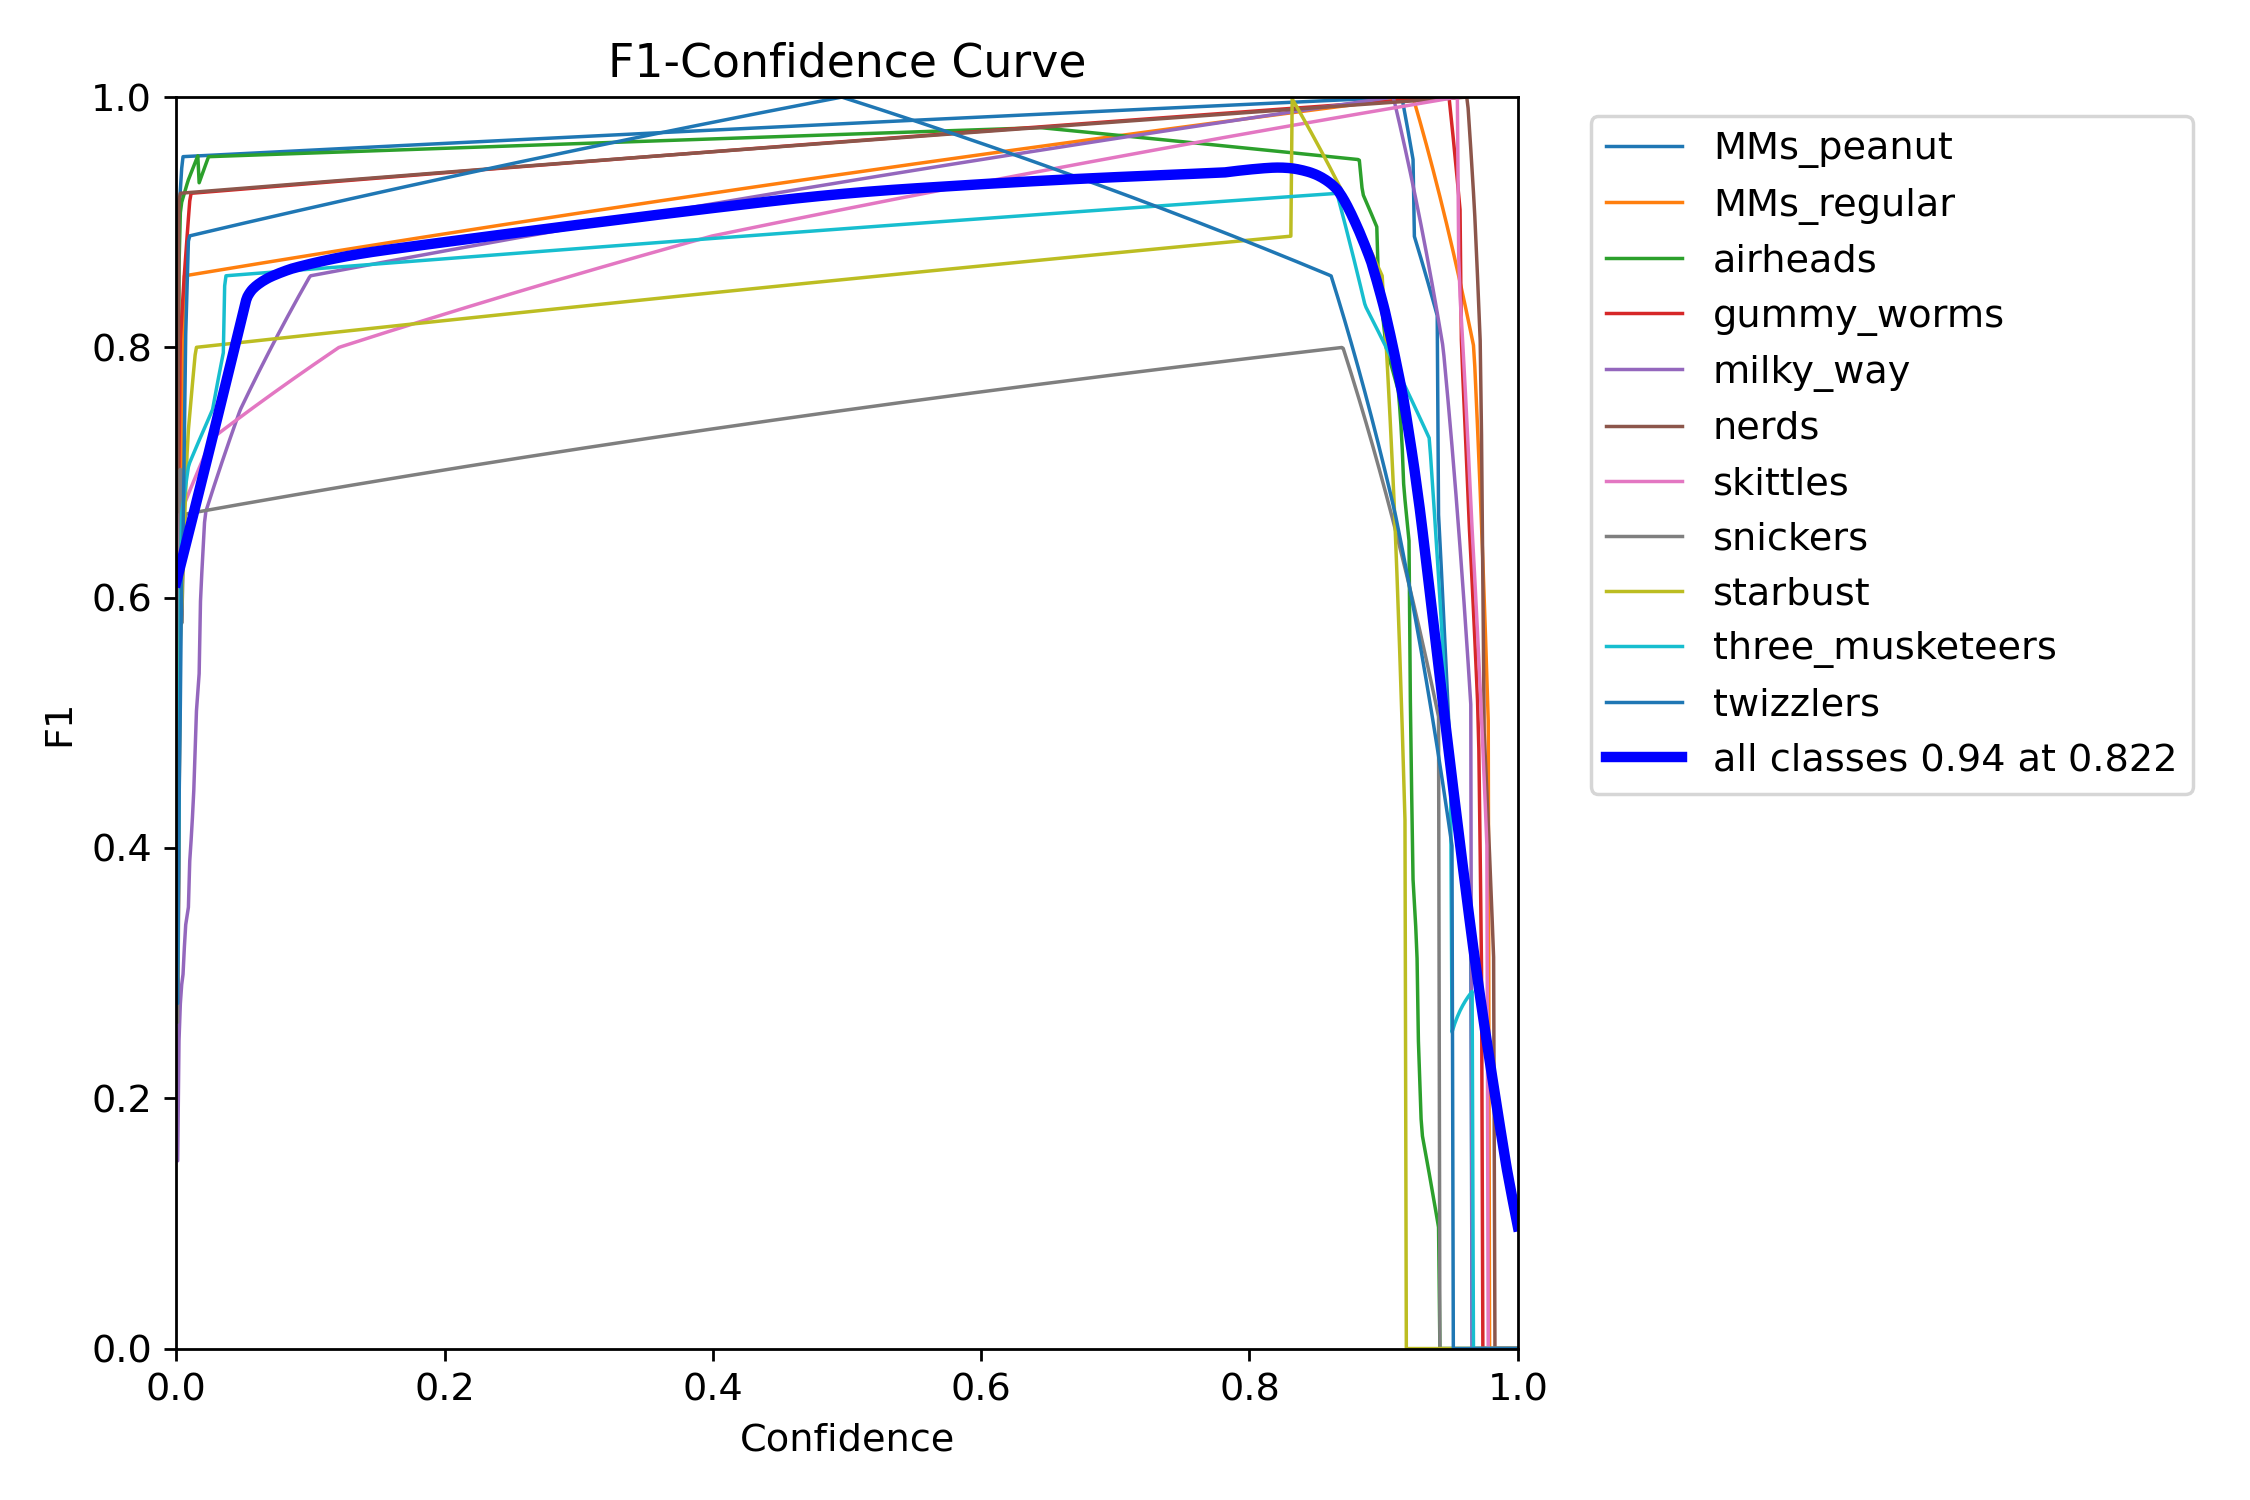 F1-Confidence Curve
1.0
0.8
0.6
0.4
0.2
0.0
F1
0.0 0.2 0.4 0.6 0.8 1.0
Confidence
MMs_peanut
MMs_regular
airheads
gummy_worms
milky_way
nerds
skittles
snickers
starbust
three_musketeers
twizzlers
all classes 0.94 at 0.822